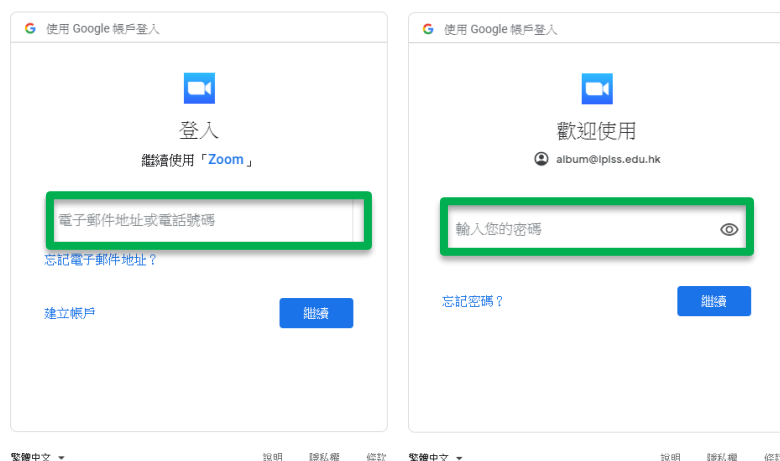 使用 Google 帳戶登入
登入
繼續使用「Zoom」
電子郵件地址或電話號碼
忘記電子郵件地址？
建立帳戶
繼續
繁體中文
說明
隱私權
條款
使用 Google 帳戶登入
歡迎使用
album@lplss.edu.hk
輸入您的密碼
忘記密碼？
繼續
繁體中文
說明
隱私權
條款